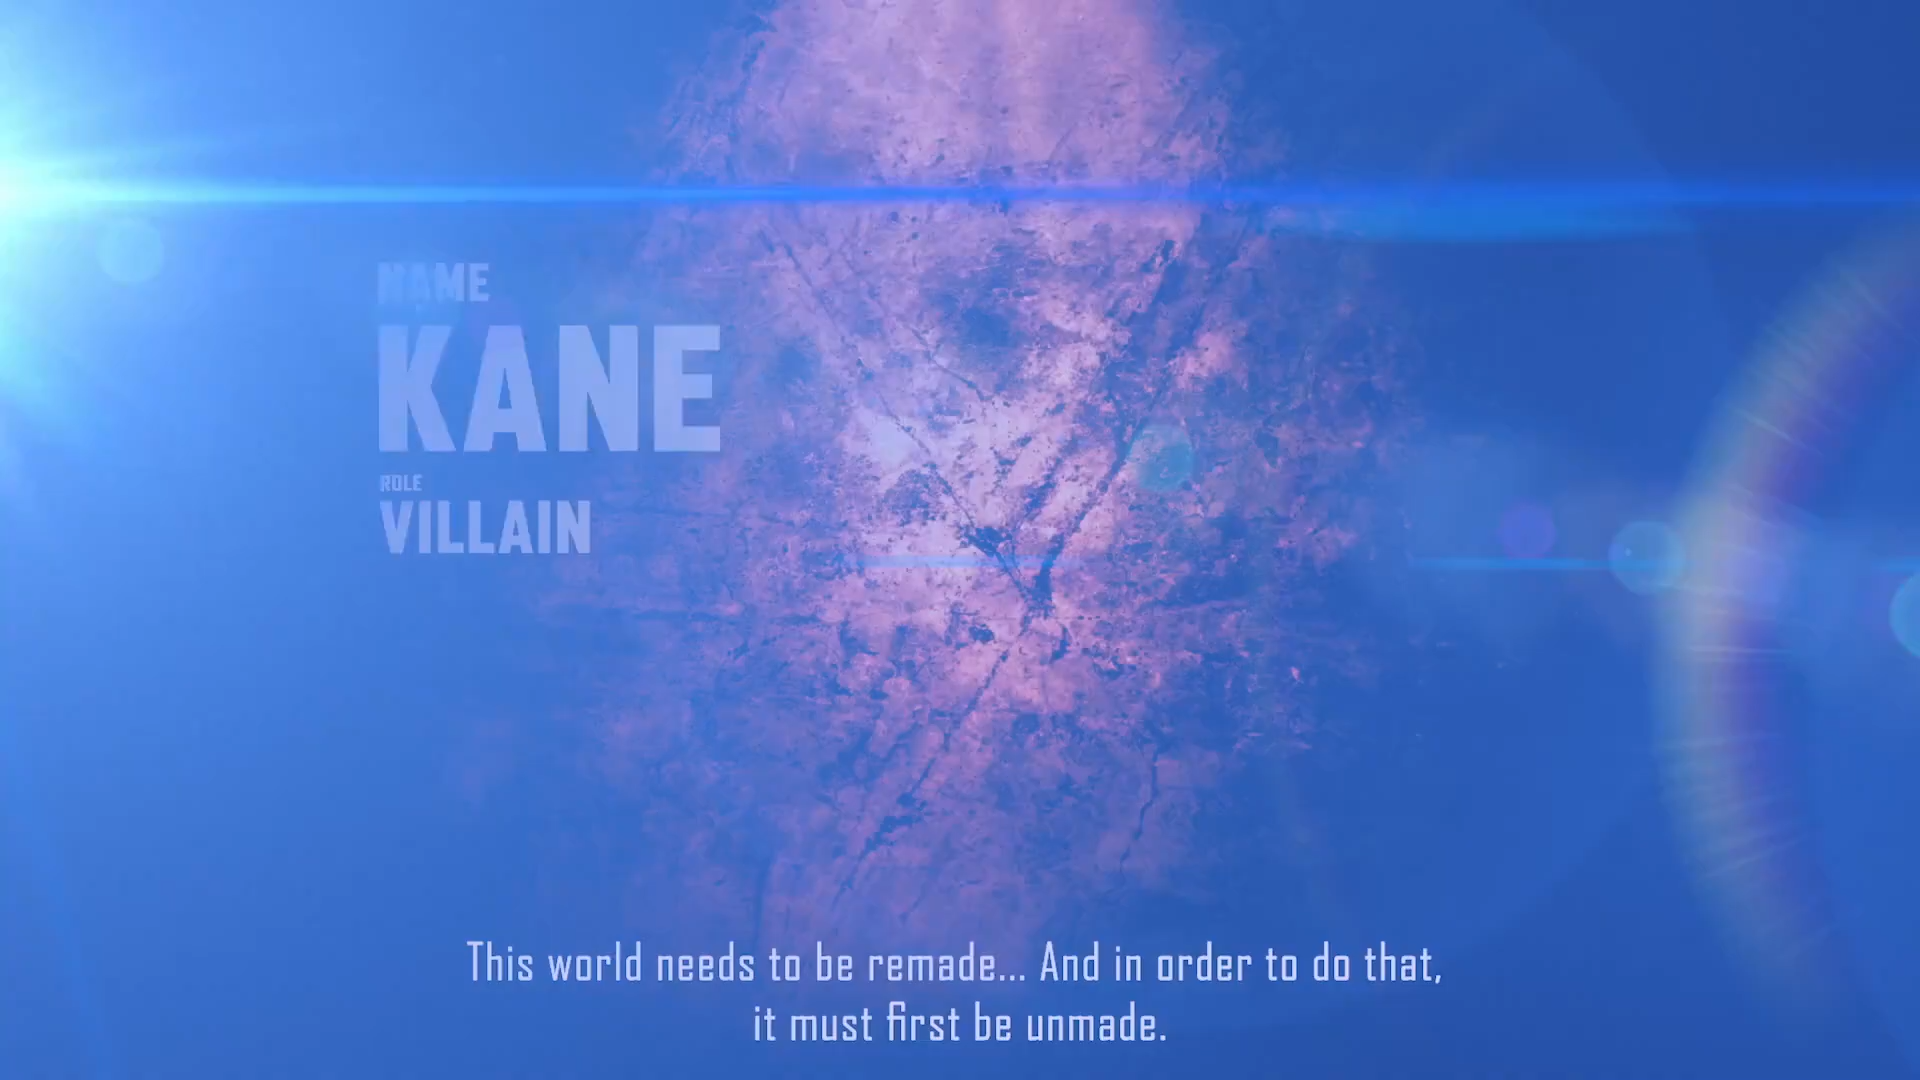 NAME
KANE
ROLE
VILLAIN
This world needs to be remade... And in order to do that,
it must first be unmade.